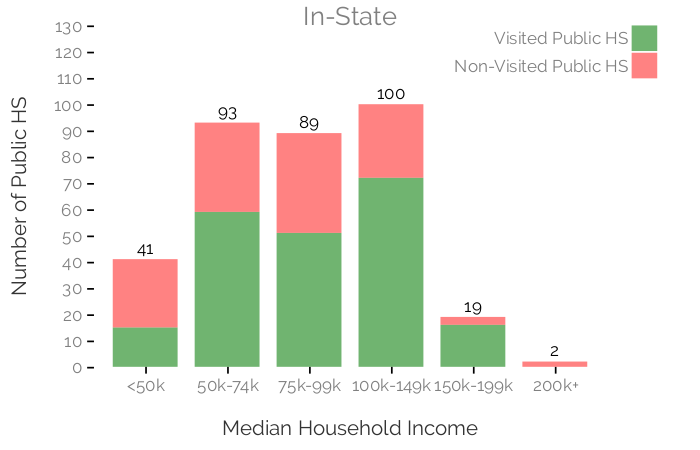 In-State
Visited Public HS
Non-Visited Public HS
Number of Public HS
130
120
110
100
90
80
70
60
50
40
30
20
10
0
41
93
89
100
19
2
<50k
50k-74k
75k-99k
100k-149k
150k-199k
200k+
Median Household Income